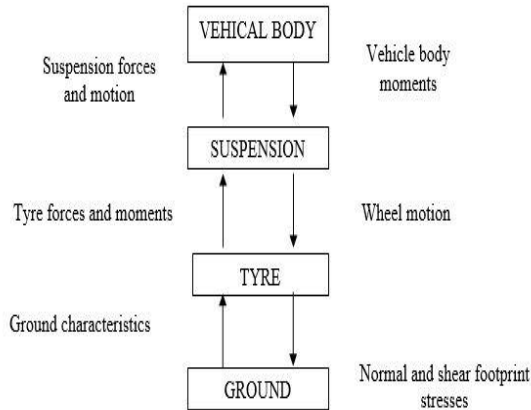 VEHICAL BODY
Suspension forces
and motion
Vehicle body
moments
SUSPENSION
Tyre forces and moments
Wheel motion
TYRE
Ground characteristics
Normal and shear footprint
stresses
GROUND